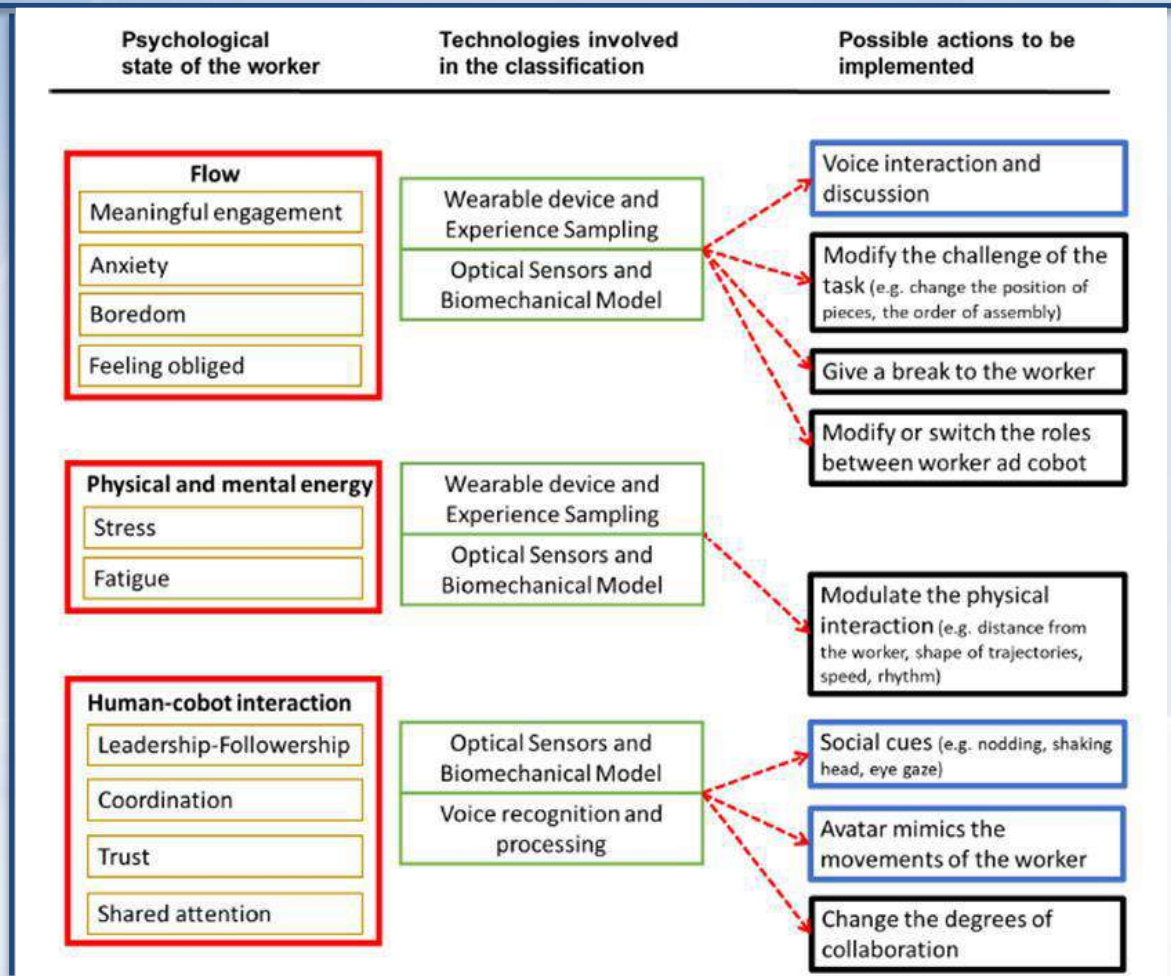 Psychological
state of the worker
Technologies involved
in the classification
Possible actions to be
implemented
Flow
Meaningful engagement
Anxiety
Boredom
Feeling obliged
Wearable device and
Experience Sampling
Optical Sensors and
Biomechanical Model
Voice interaction and
discussion
Modify the challenge of the
task (e.g. change the position of
pieces, the order of assembly)
Give a break to the worker
Modify or switch the roles
between worker ad cobot
Physical and mental energy
Stress
Fatigue
Wearable device and
Experience Sampling
Optical Sensors and
Biomechanical Model
Modulate the physical
interaction (e.g. distance from
the worker, shape of trajectories,
speed, rhythm)
Human-cobot interaction
Leadership-Followership
Coordination
Trust
Shared attention
Optical Sensors and
Biomechanical Model
Voice recognition and
processing
Social cues (e.g. nodding, shaking
head, eye gaze)
Avatar mimics the
movements of the worker
Change the degrees of
collaboration